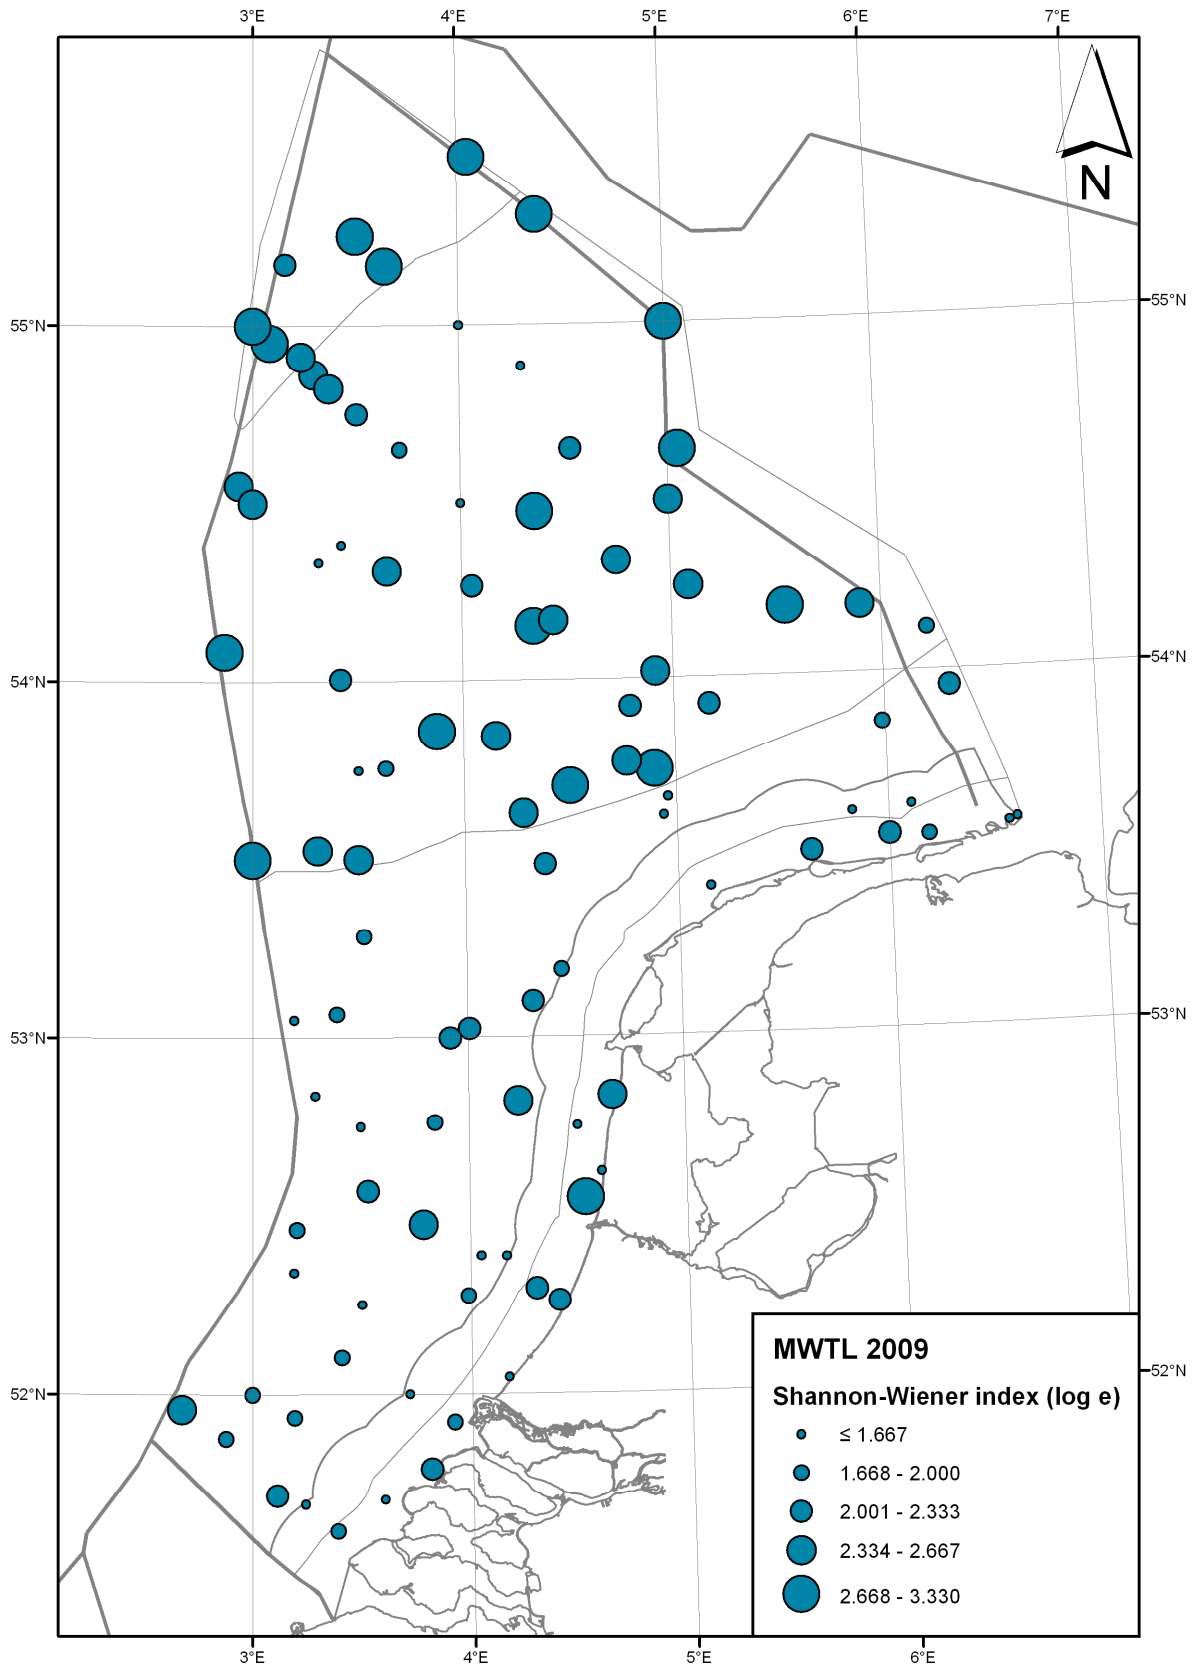 3°E 4°E 5°E 6°E 7°E
N
55°N 55°N
54°N 54°N
53°N 53°N
52°N 52°N
MWTL 2009
Shannon-Wiener index (log e)
≤ 1.667
1.668 - 2.000
2.001 - 2.333
2.334 - 2.667
2.668 - 3.330
3°E 4°E 5°E 6°E